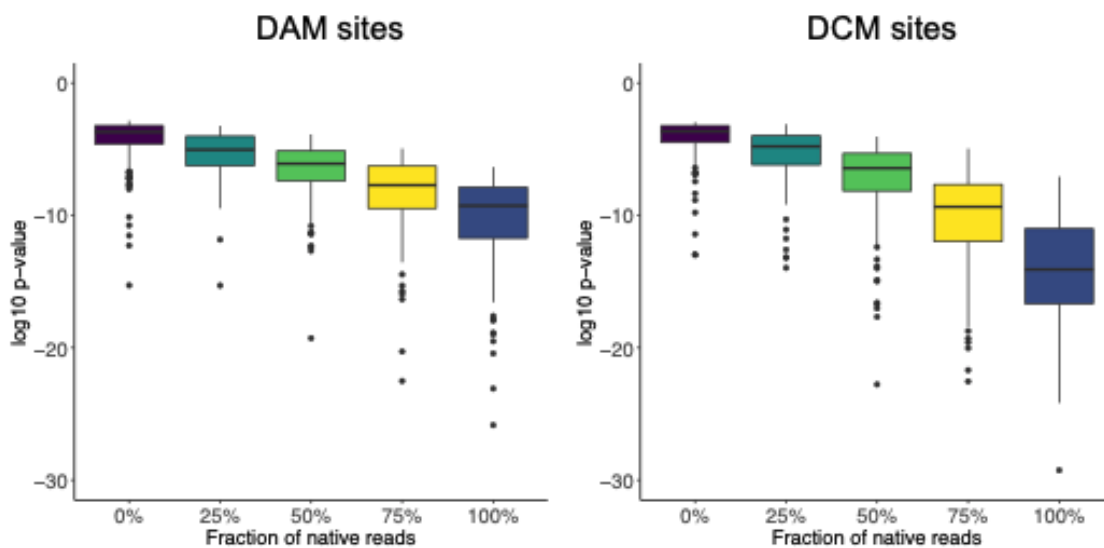 DAM sites
DCM sites
log10 p-value
0
−10
−20
−30
0% 25% 50% 75% 100%
Fraction of native reads
log10 p-value
0
−10
−20
−30
0% 25% 50% 75% 100%
Fraction of native reads